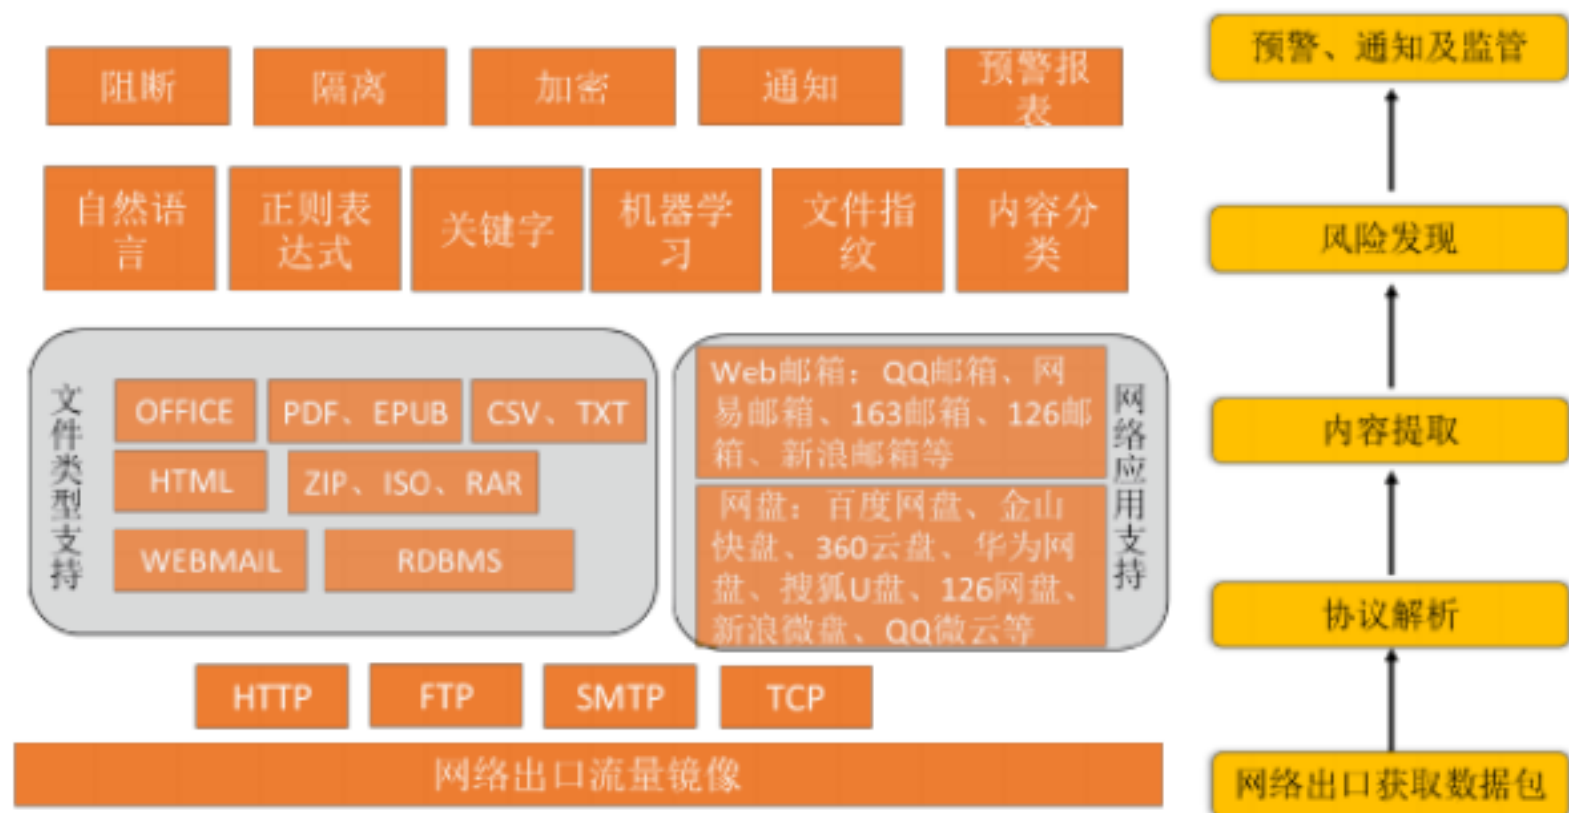 阻断
隔离
加密
通知
预警报
表
预警、通知及监管
自然语
言
正则表
达式
关键字
机器学
习
文件指
纹
内容分
类
风险发现
文件类型支持
OFFICE
PDF、EPUB
CSV、TXT
HTML
ZIP、ISO、RAR
WEBMAIL
RDBMS
Web邮箱：QQ邮箱、网
易邮箱、163邮箱、126邮
箱、新浪邮箱等
网盘：百度网盘、金山
快盘、360云盘、华为网
盘、搜狐U盘、126网盘、
新浪微盘、QQ微云等
网络应用支持
内容提取
协议解析
HTTP
FTP
SMTP
TCP
网络出口流量镜像
网络出口获取数据包